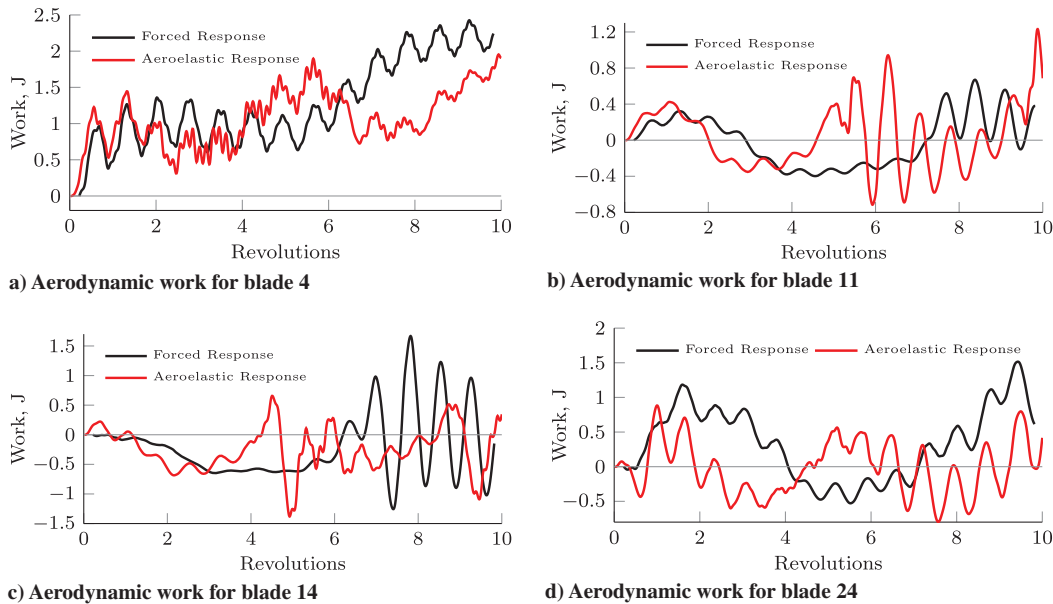 2.5
2
1.5
1
0.5
0
Work, J
Forced Response
Aeroelastic Response
0 2 4 6 8 10
Revolutions
a) Aerodynamic work for blade 4
1.2
0.8
0.4
0
−0.4
−0.8
Work, J
Forced Response
Aeroelastic Response
0 2 4 6 8 10
Revolutions
b) Aerodynamic work for blade 11
1.5
1
0.5
0
−0.5
−1
−1.5
Work, J
Forced Response
Aeroelastic Response
0 2 4 6 8 10
Revolutions
c) Aerodynamic work for blade 14
2
1.5
1
0.5
0
−0.5
Work, J
Forced Response Aeroelastic Response
0 2 4 6 8 10
Revolutions
d) Aerodynamic work for blade 24